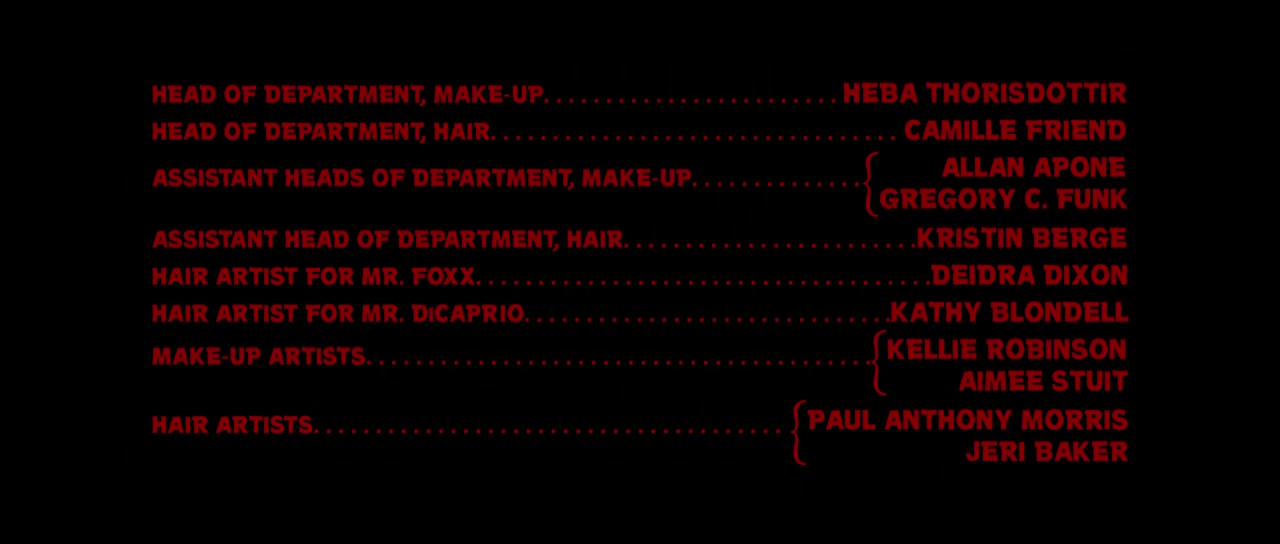 HEAD OF DEPARTMENT, MAKE-UP. . . . . . . . . . . . . . . . . . . . . . . . HEBA THORISDOTTIR
HEAD OF DEPARTMENT, HAIR. . . . . . . . . . . . . . . . . . . . . . . . . . . . . . . . . CAMILLE FRIEND
ASSISTANT HEADS OF DEPARTMENT, MAKE-UP. . . . . . . . . . . . . . { ALLAN APONE
GREGORY C. FUNK
ASSISTANT HEAD OF DEPARTMENT, HAIR. . . . . . . . . . . . . . . . . . . . . . . .KRISTIN BERGE
HAIR ARTIST FOR MR. FOXX. . . . . . . . . . . . . . . . . . . . . . . . . . . . . . . . . . . . .DEIDRA DIXON
HAIR ARTIST FOR MR. DiCAPRIO. . . . . . . . . . . . . . . . . . . . . . . . . . . . . .KATHY BLONDELL
MAKE-UP ARTISTS. . . . . . . . . . . . . . . . . . . . . . . . . . . . . . . . . . . . . . . . .{ KELLIE ROBINSON
AIMEE STUIT
HAIR ARTISTS. . . . . . . . . . . . . . . . . . . . . . . . . . . . . . . . . . . . . . { PAUL ANTHONY MORRIS
JERI BAKER